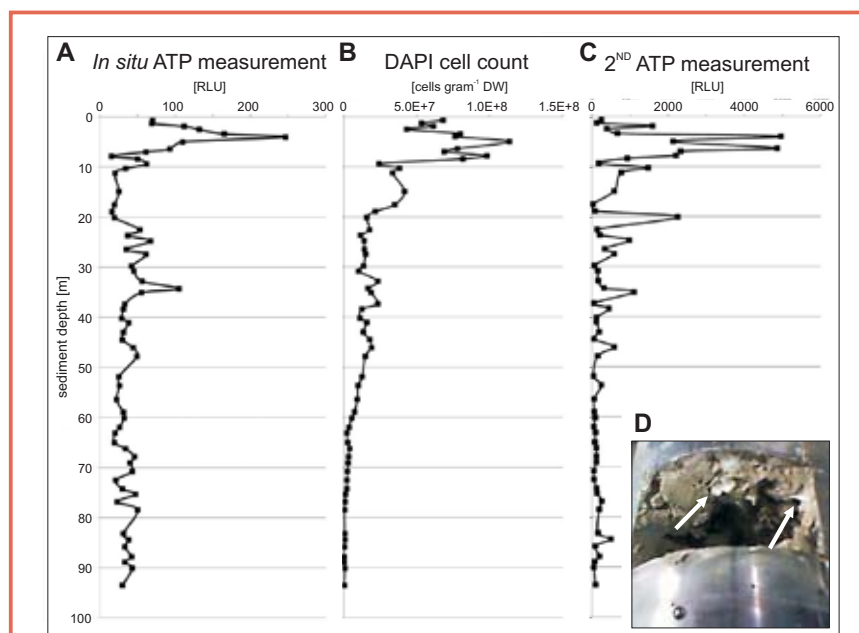 A
In situ ATP measurement
[RLU]
0 100 200 300
B
DAPI cell count
[cells gram⁻¹ DW]
0 5.0E+7 1.0E+8 1.5E+8
C
2ND ATP measurement
[RLU]
0 2000 4000 6000
sediment depth [m]
0
10
20
30
40
50
60
70
80
90
100
D